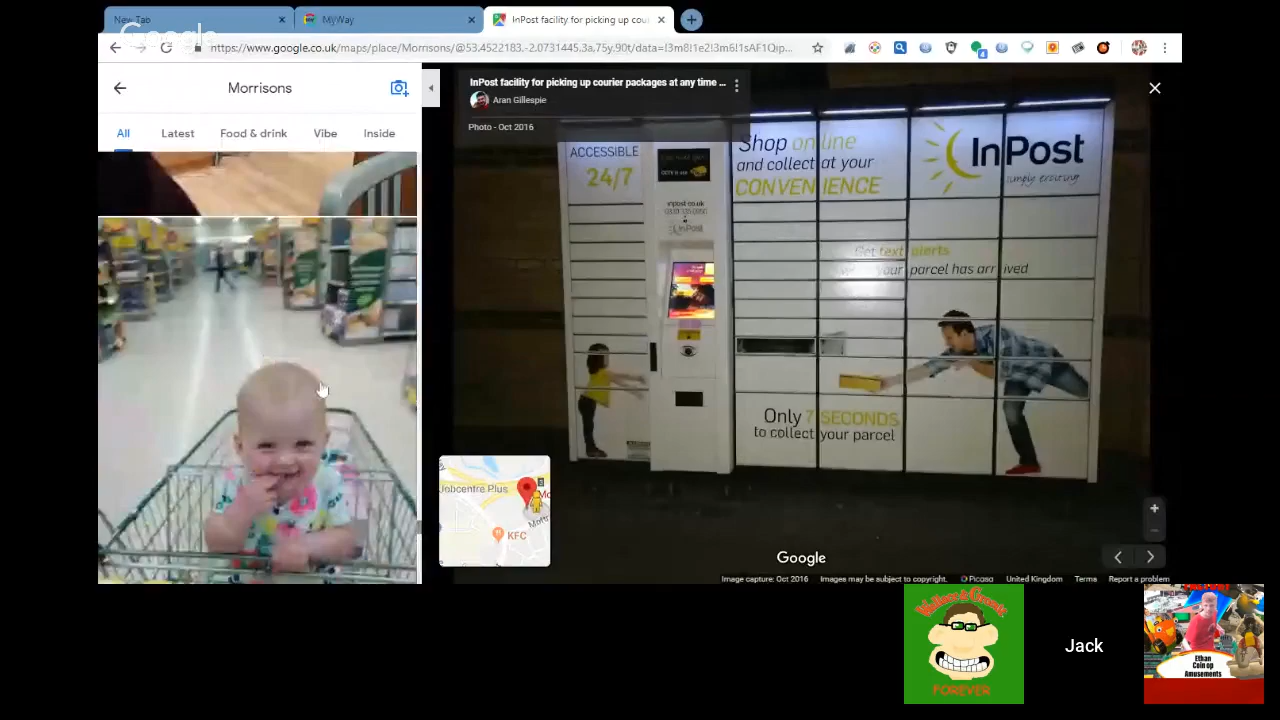 New Tab
MyWay
InPost facility for picking up cou
Google
https://www.google.co.uk/maps/place/Morrisons/@53.4522183,-2.0731445,3a,75y,90t/data=!3m8!1e2!3m6!1sAF1Qip...
Morrisons
All
Latest
Food & drink
Vibe
Inside
InPost facility for picking up courier packages at any time ...
Aran Gillespie
Photo - Oct 2016
ACCESSIBLE
24/7
inpost.co.uk
InPost
Shop online
and collect at your
CONVENIENCE
InPost
simply exciting
Get text alerts
your parcel has arrived
Only 7 SECONDS
to collect your parcel
Jobcentre Plus
KFC
Google
Image capture: Oct 2016
Images may be subject to copyright.
Picasa
United Kingdom
Terms
Report a problem
FOREVER
Jack
Ethan
Coin op
Amusements